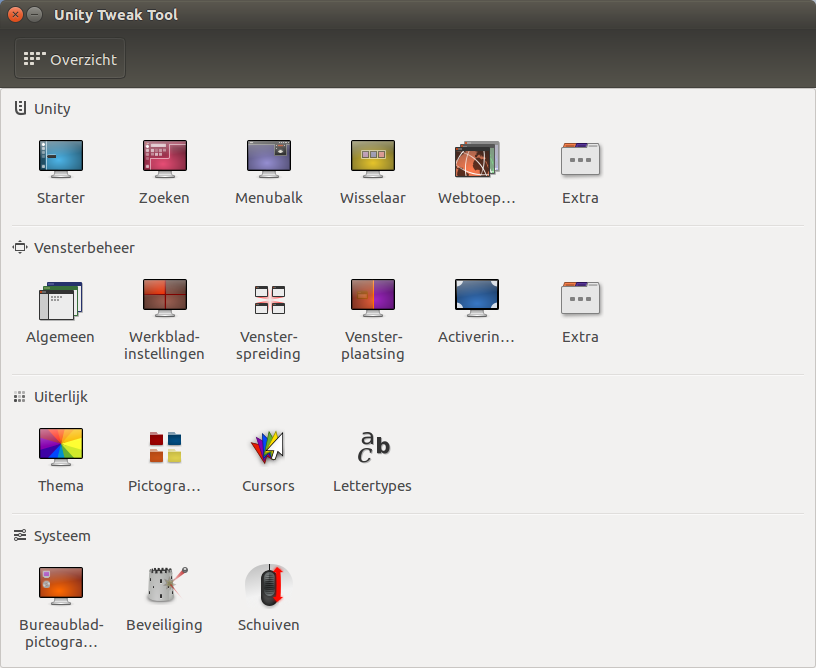 Unity Tweak Tool
Overzicht
Unity
Starter
Zoeken
Menubalk
Wisselaar
Webtoep...
Extra
Vensterbeheer
Algemeen
Werkblad-
instellingen
Venster-
spreiding
Venster-
plaatsing
Activerin...
Extra
Uiterlijk
Thema
Pictogra...
Cursors
Lettertypes
a
b
c
Systeem
Bureaublad-
pictogra...
Beveiliging
Schuiven